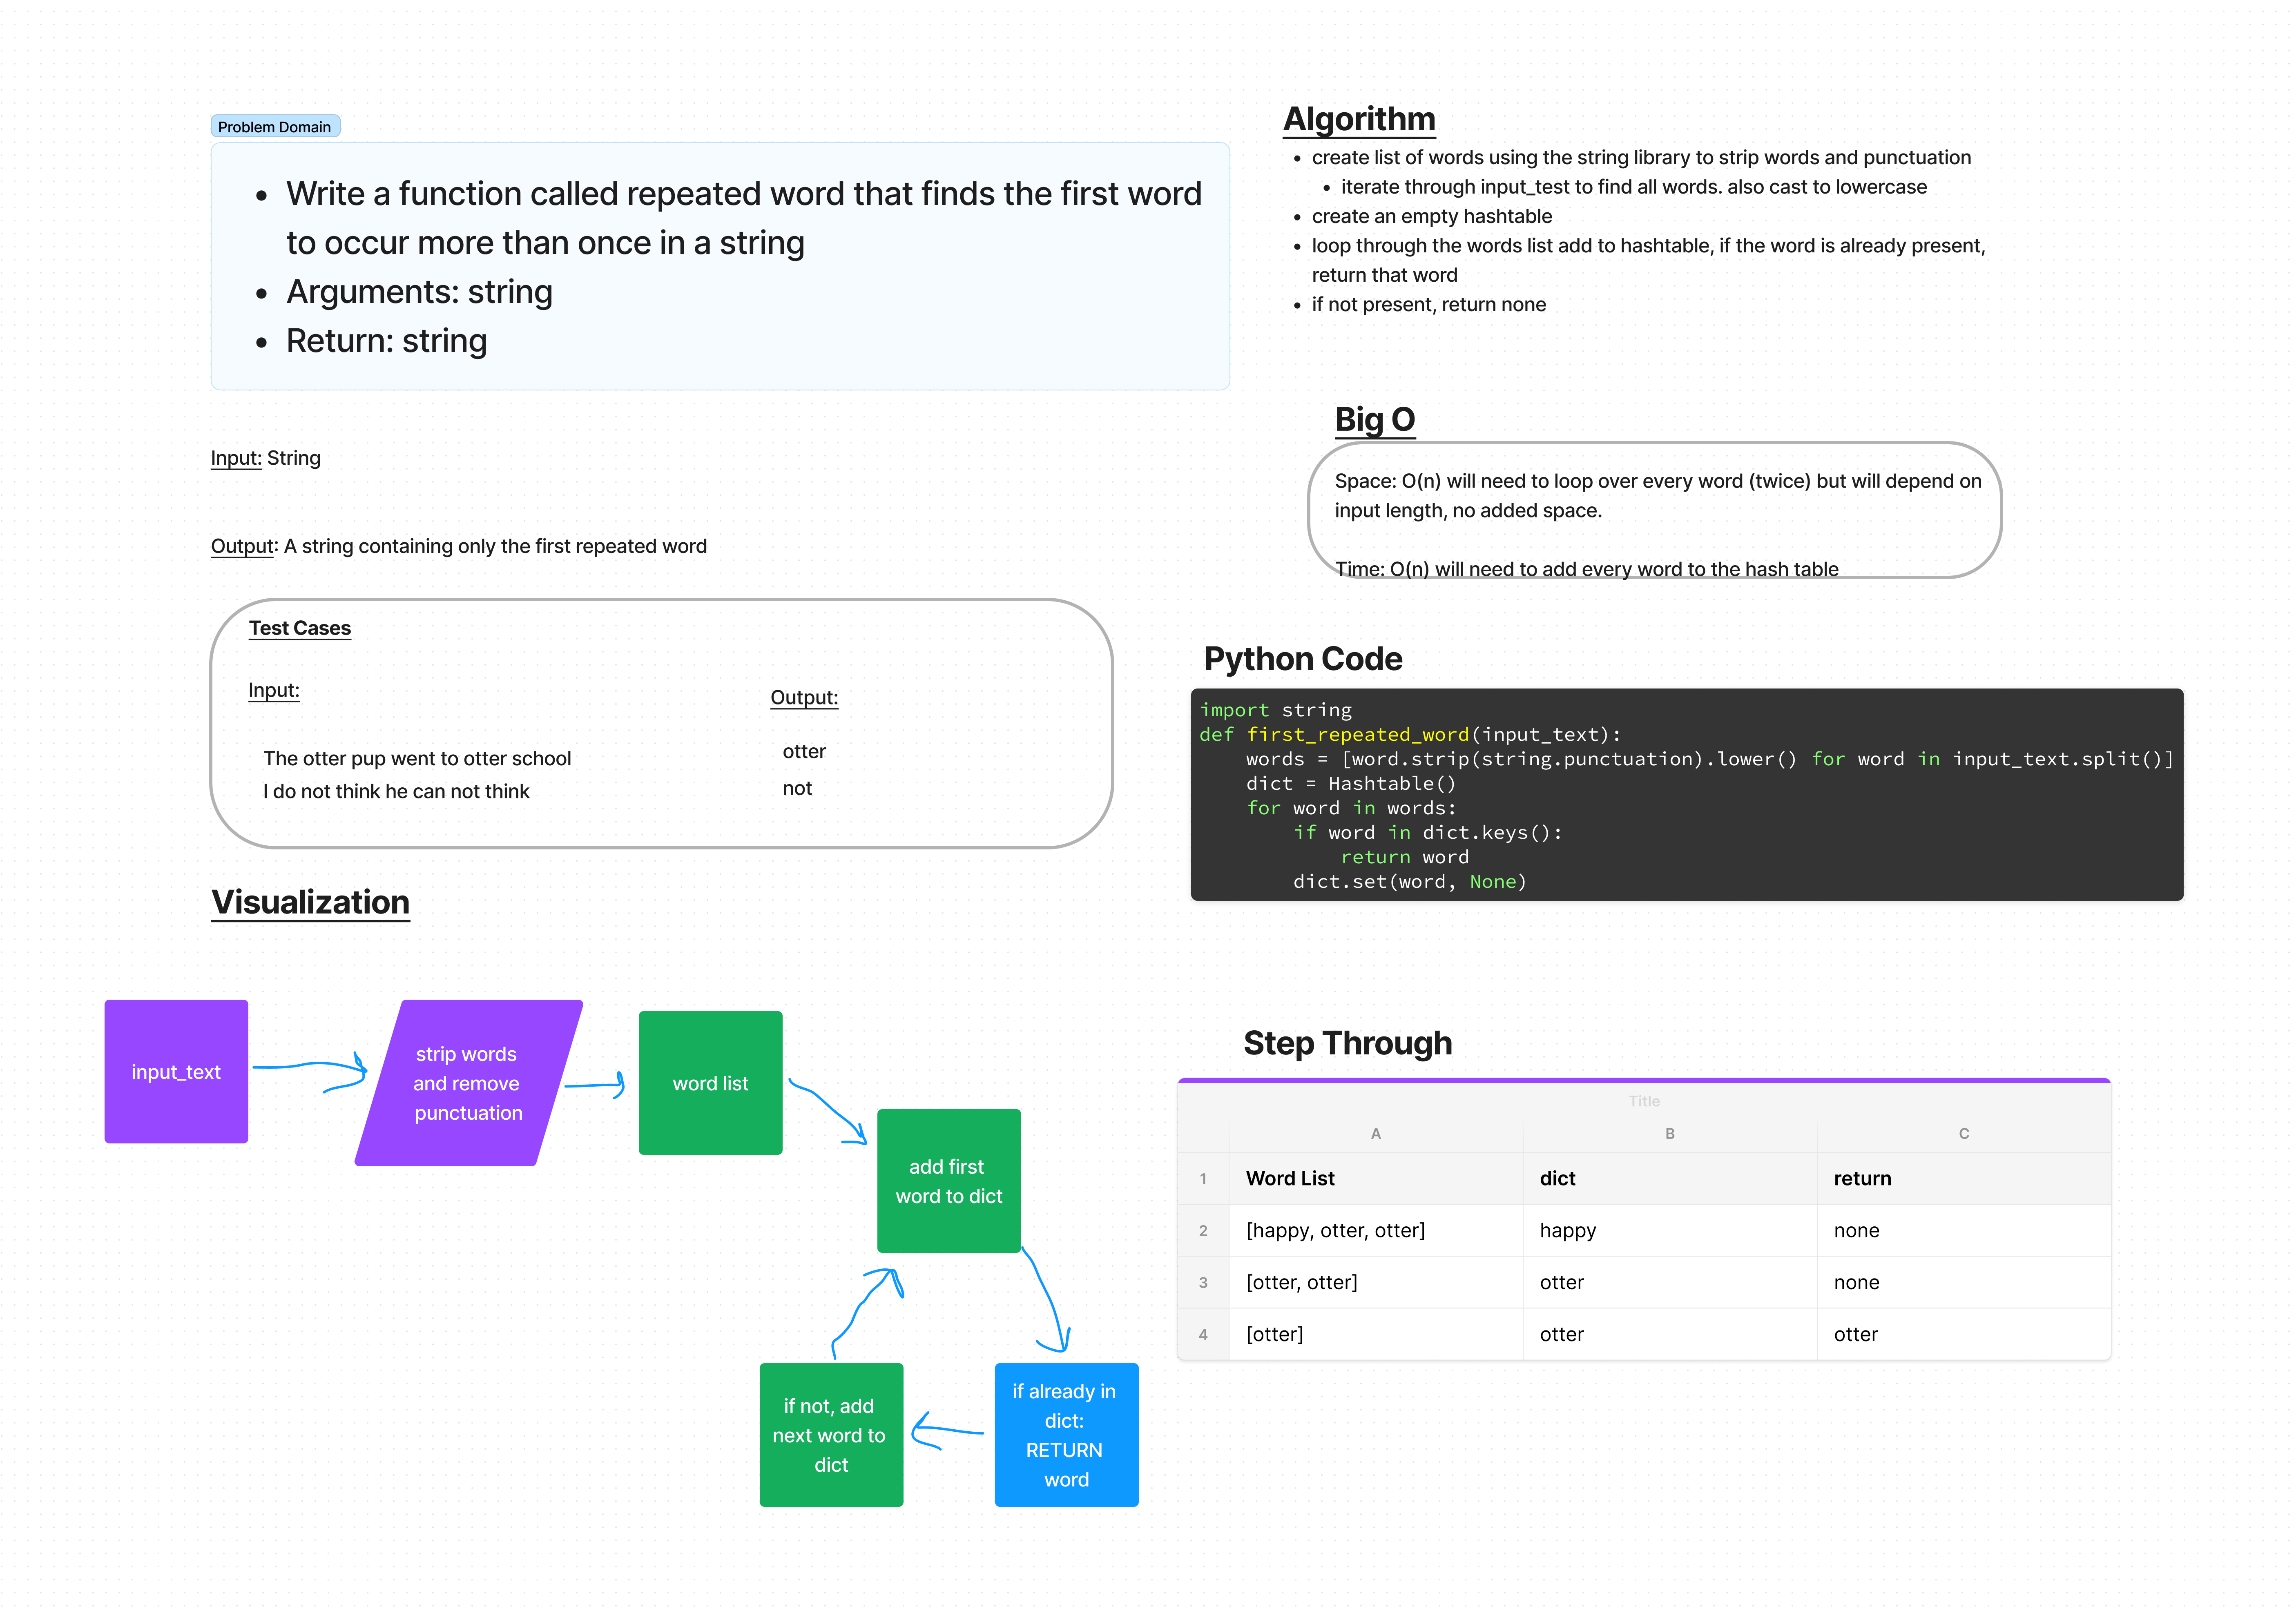 Problem Domain
• Write a function called repeated word that finds the first word
to occur more than once in a string
• Arguments: string
• Return: string
Input: String
Output: A string containing only the first repeated word
Test Cases
Input:
Output:
The otter pup went to otter school
otter
I do not think he can not think
not
Visualization
input_text
strip words
and remove
punctuation
word list
add first
word to dict
if already in
dict:
RETURN
word
if not, add
next word to
dict
Algorithm
• create list of words using the string library to strip words and punctuation
• iterate through input_test to find all words. also cast to lowercase
• create an empty hashtable
• loop through the words list add to hashtable, if the word is already present,
return that word
• if not present, return none
Big O
Space: O(n) will need to loop over every word (twice) but will depend on
input length, no added space.
Time: O(n) will need to add every word to the hash table
Python Code
import string
def first_repeated_word(input_text):
    words = [word.strip(string.punctuation).lower() for word in input_text.split()]
    dict = Hashtable()
    for word in words:
        if word in dict.keys():
            return word
        dict.set(word, None)
Step Through
Title
A B C
1 Word List dict return
2 [happy, otter, otter] happy none
3 [otter, otter] otter none
4 [otter] otter otter